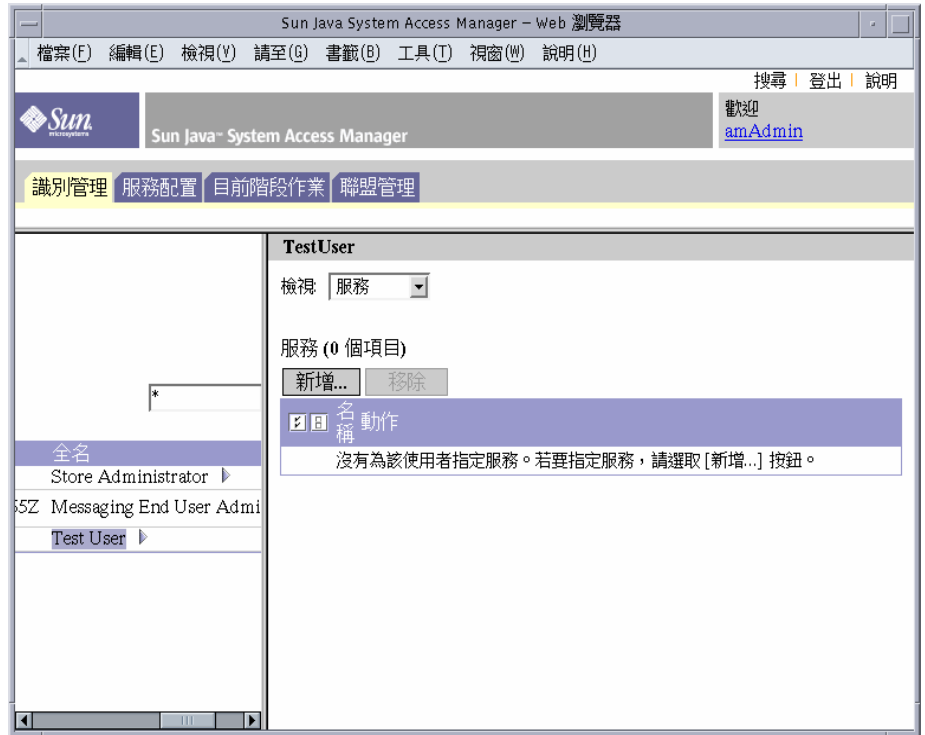 Sun Java System Access Manager – Web 瀏覽器
檔案(F) 編輯(E) 檢視(V) 請至(G) 書籤(B) 工具(T) 視窗(W) 說明(H)
搜尋 | 登出 | 說明
Sun
microsystems
Sun Java™ System Access Manager
歡迎
amAdmin
識別管理 服務配置 目前階段作業 聯盟管理
*
全名
Store Administrator
55Z Messaging End User Admi
Test User
TestUser
檢視: 服務
服務 (0 個項目)
新增... 移除
名稱 動作
沒有為該使用者指定服務。若要指定服務，請選取 [新增...] 按鈕。